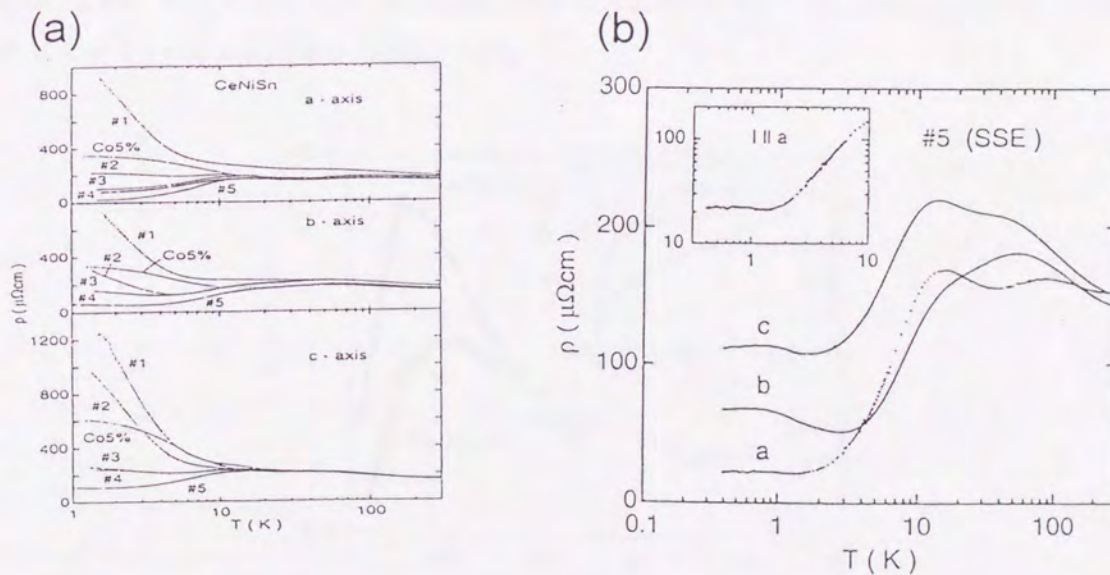 (a)
CeNiSn
a - axis
#1
Co5%
#2
#3
#4
#5
800
400
0
b - axis
#1
#2
Co5%
#3
#4
#5
400
0
c - axis
#1
#2
Co5%
#3
#4
#5
1200
800
400
0
ρ ( μΩcm )
1
10
100
T ( K )
(b)
#5 (SSE)
I || a
100
10
1
10
c
b
a
300
200
100
0
ρ ( μΩcm )
0.1
1
10
100
T ( K )